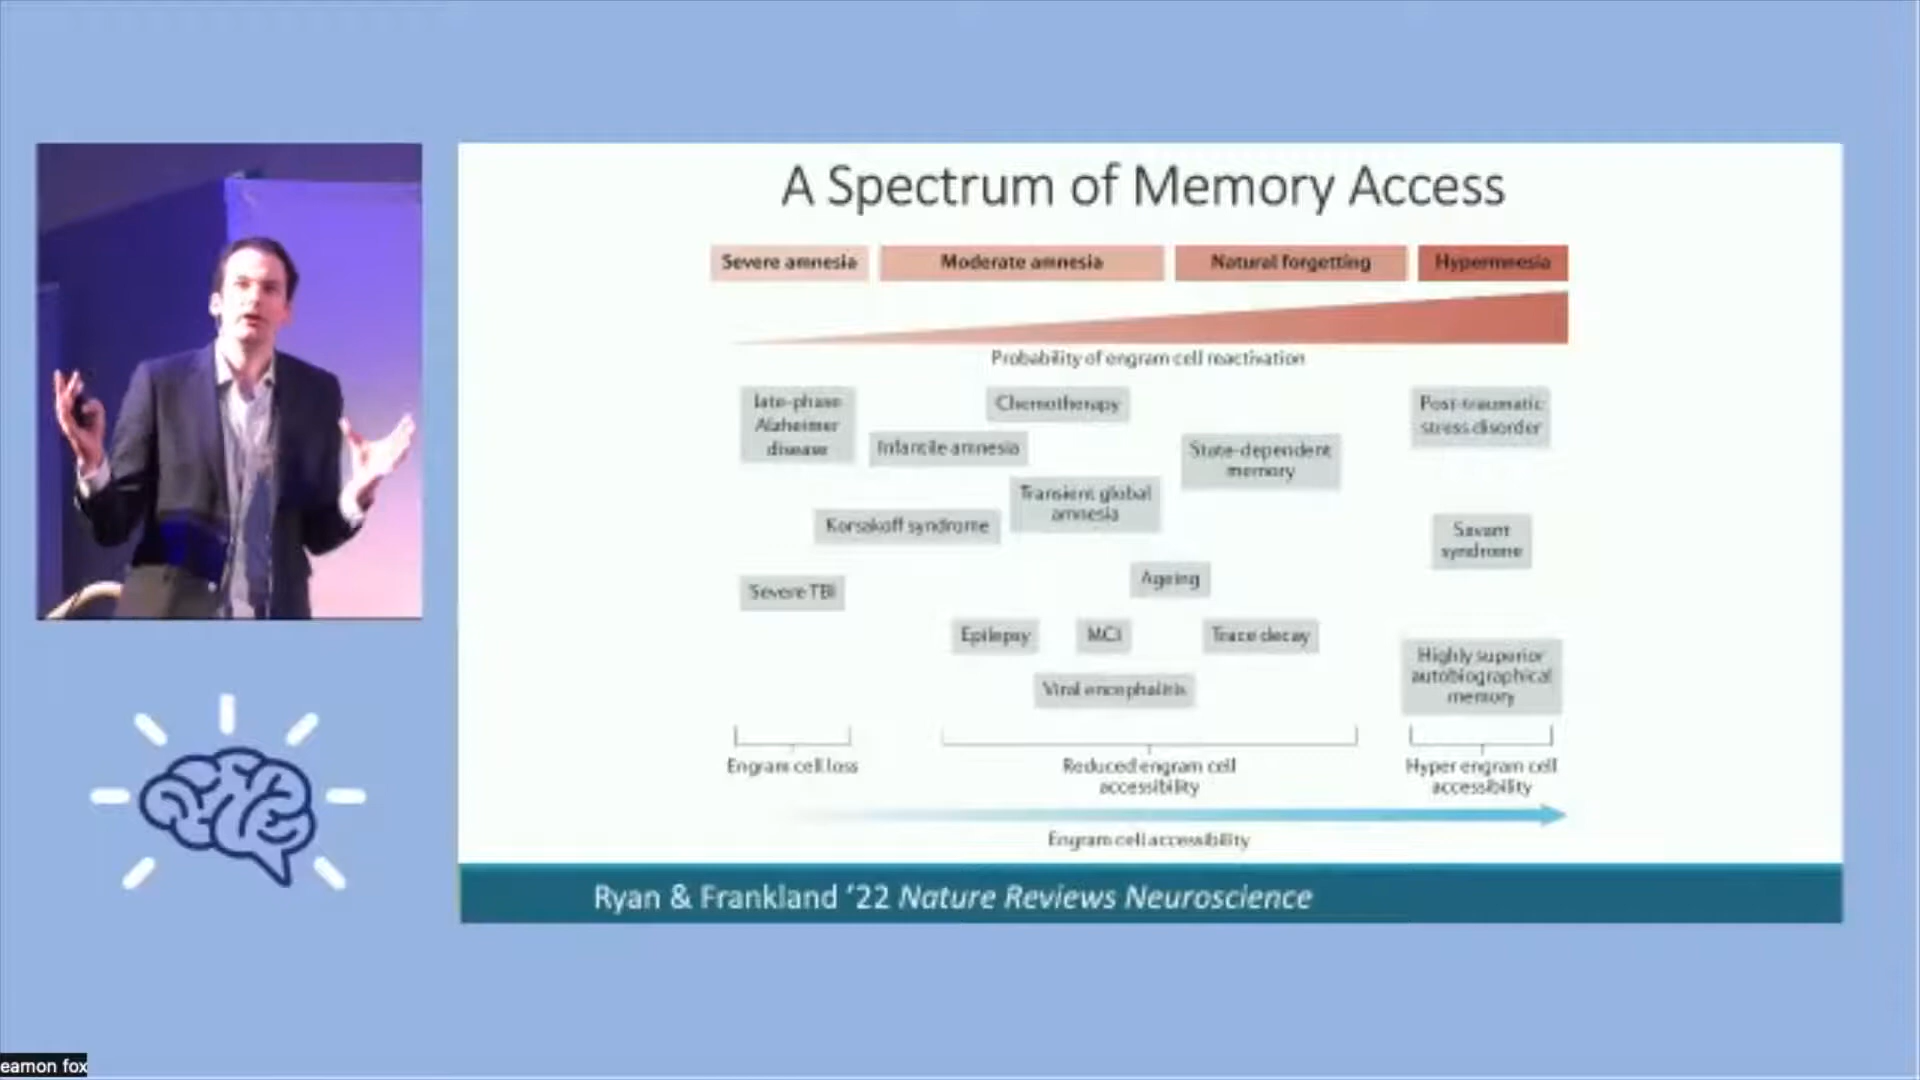 A Spectrum of Memory Access
Severe amnesia
Moderate amnesia
Natural forgetting
Hypermnesia
Probability of engram cell reactivation
Late-phase
Alzheimer
disease
Chemotherapy
Post-traumatic
stress disorder
Infantile amnesia
State-dependent
memory
Transient global
amnesia
Korsakoff syndrome
Savant
syndrome
Ageing
Severe TBI
Epilepsy
MCI
Trace decay
Highly superior
autobiographical
memory
Viral encephalitis
Engram cell loss
Reduced engram cell
accessibility
Hyper engram cell
accessibility
Engram cell accessibility
Ryan & Frankland ‘22 Nature Reviews Neuroscience
eamon fox